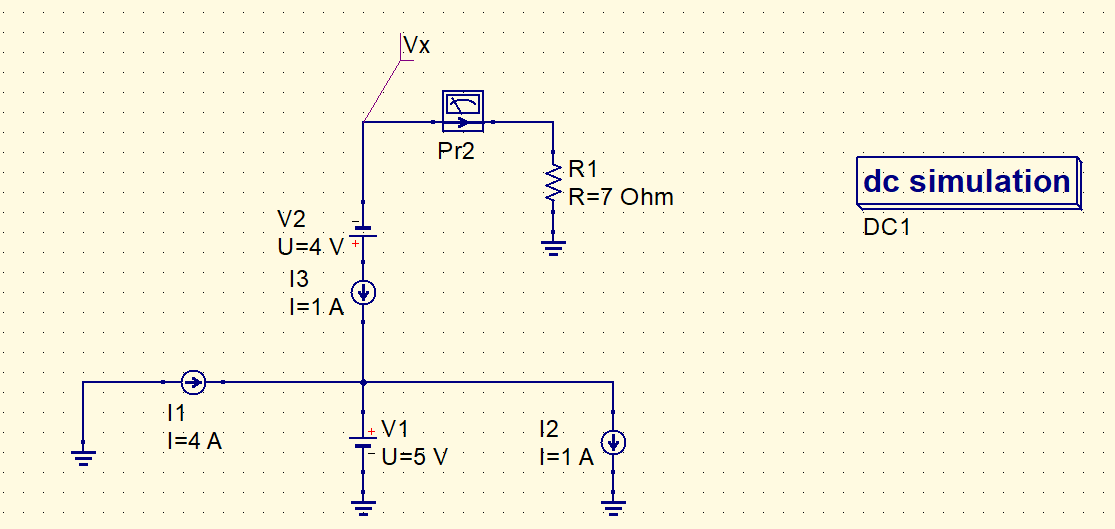 Vx
Pr2
R1
R=7 Ohm
dc simulation
DC1
V2
U=4 V
I3
I=1 A
I1
I=4 A
V1
U=5 V
I2
I=1 A